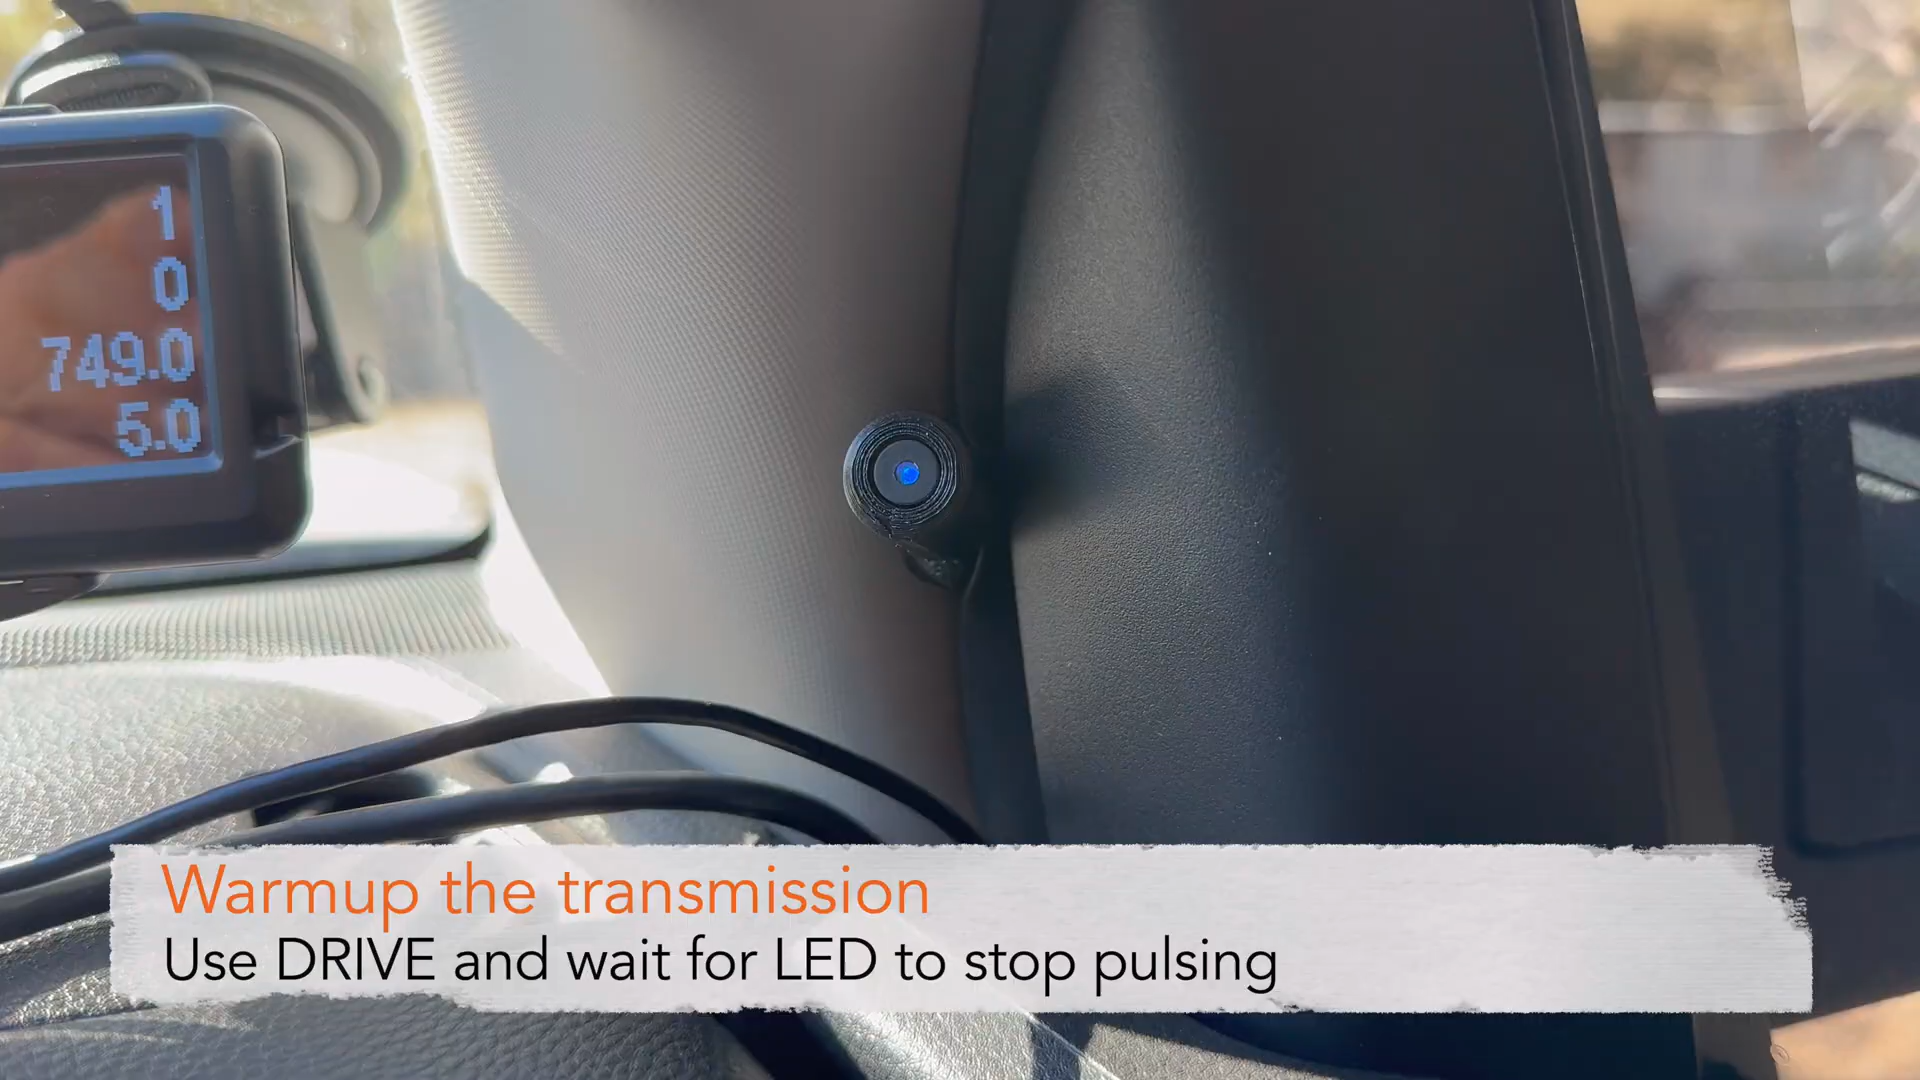 1
0
749.0
5.0
Warmup the transmission
Use DRIVE and wait for LED to stop pulsing